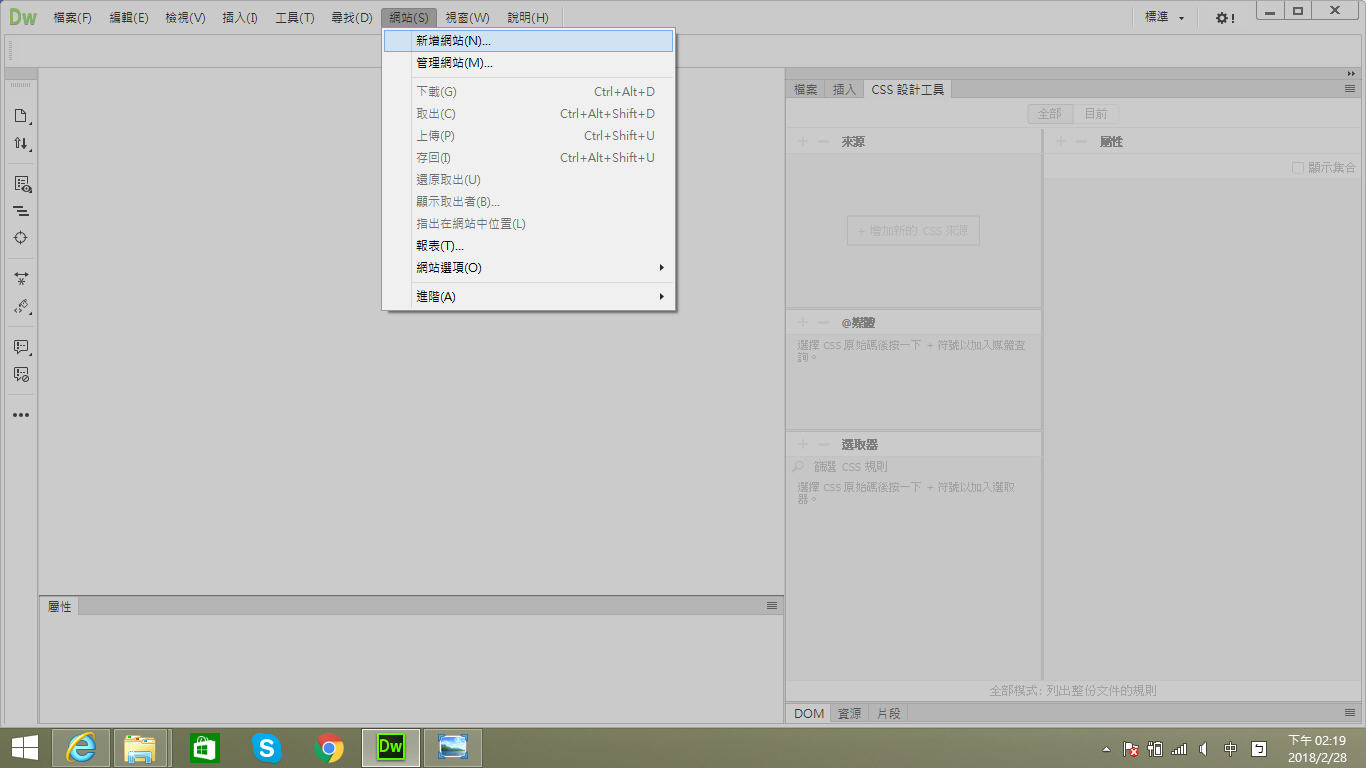 Dw 檔案(F) 編輯(E) 檢視(V) 插入(I) 工具(T) 尋找(D) 網站(S) 視窗(W) 說明(H) 標準
新增網站(N)...
管理網站(M)...
下載(G) Ctrl+Alt+D
取出(C) Ctrl+Alt+Shift+D
上傳(P) Ctrl+Shift+U
存回(I) Ctrl+Alt+Shift+U
還原取出(U)
顯示取出者(B)...
指出在網站中位置(L)
報表(T)...
網站選項(O)
進階(A)
檔案 插入 CSS 設計工具
全部 目前
+ − 來源
+ 增加新的 CSS 來源
+ − @媒體
選擇 CSS 原始碼後按一下 + 符號以加入媒體查
詢。
+ − 選取器
篩選 CSS 規則
選擇 CSS 原始碼後按一下 + 符號以加入選取
器。
+ − 屬性
顯示集合
全部模式: 列出整份文件的規則
屬性
DOM 資源 片段
Dw
中
ㄅ
下午 02:19
2018/2/28